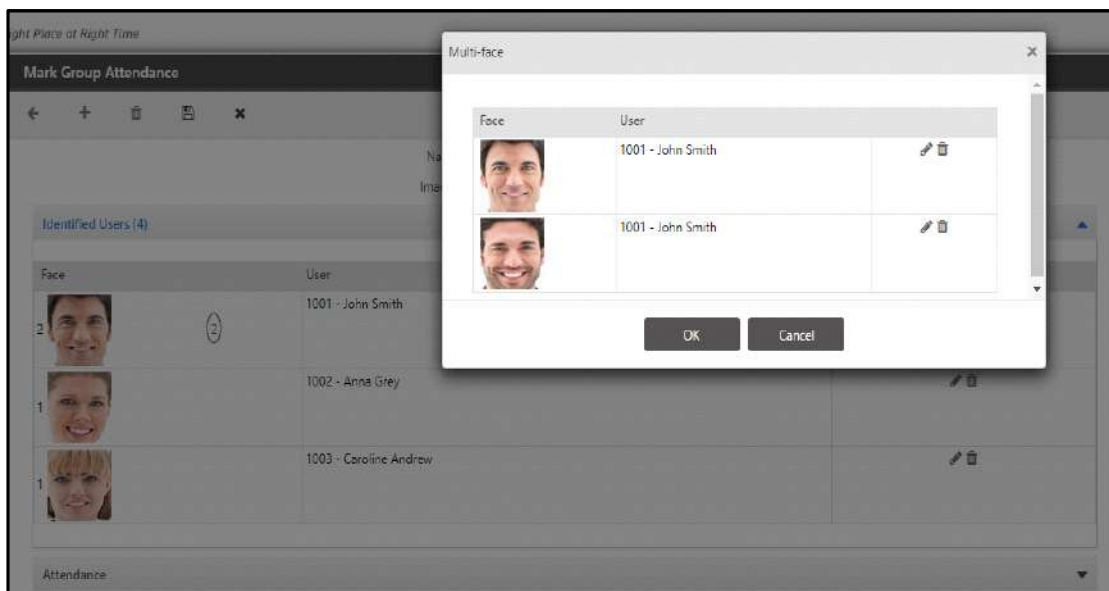 ght Place at Right Time
Mark Group Attendance
Na
Imag
Identified Users (4)
Face User
2 2 1001 - John Smith
1 1002 - Anna Grey
1 1003 - Caroline Andrew
Attendance
Multi-face
Face User
1001 - John Smith
1001 - John Smith
OK Cancel